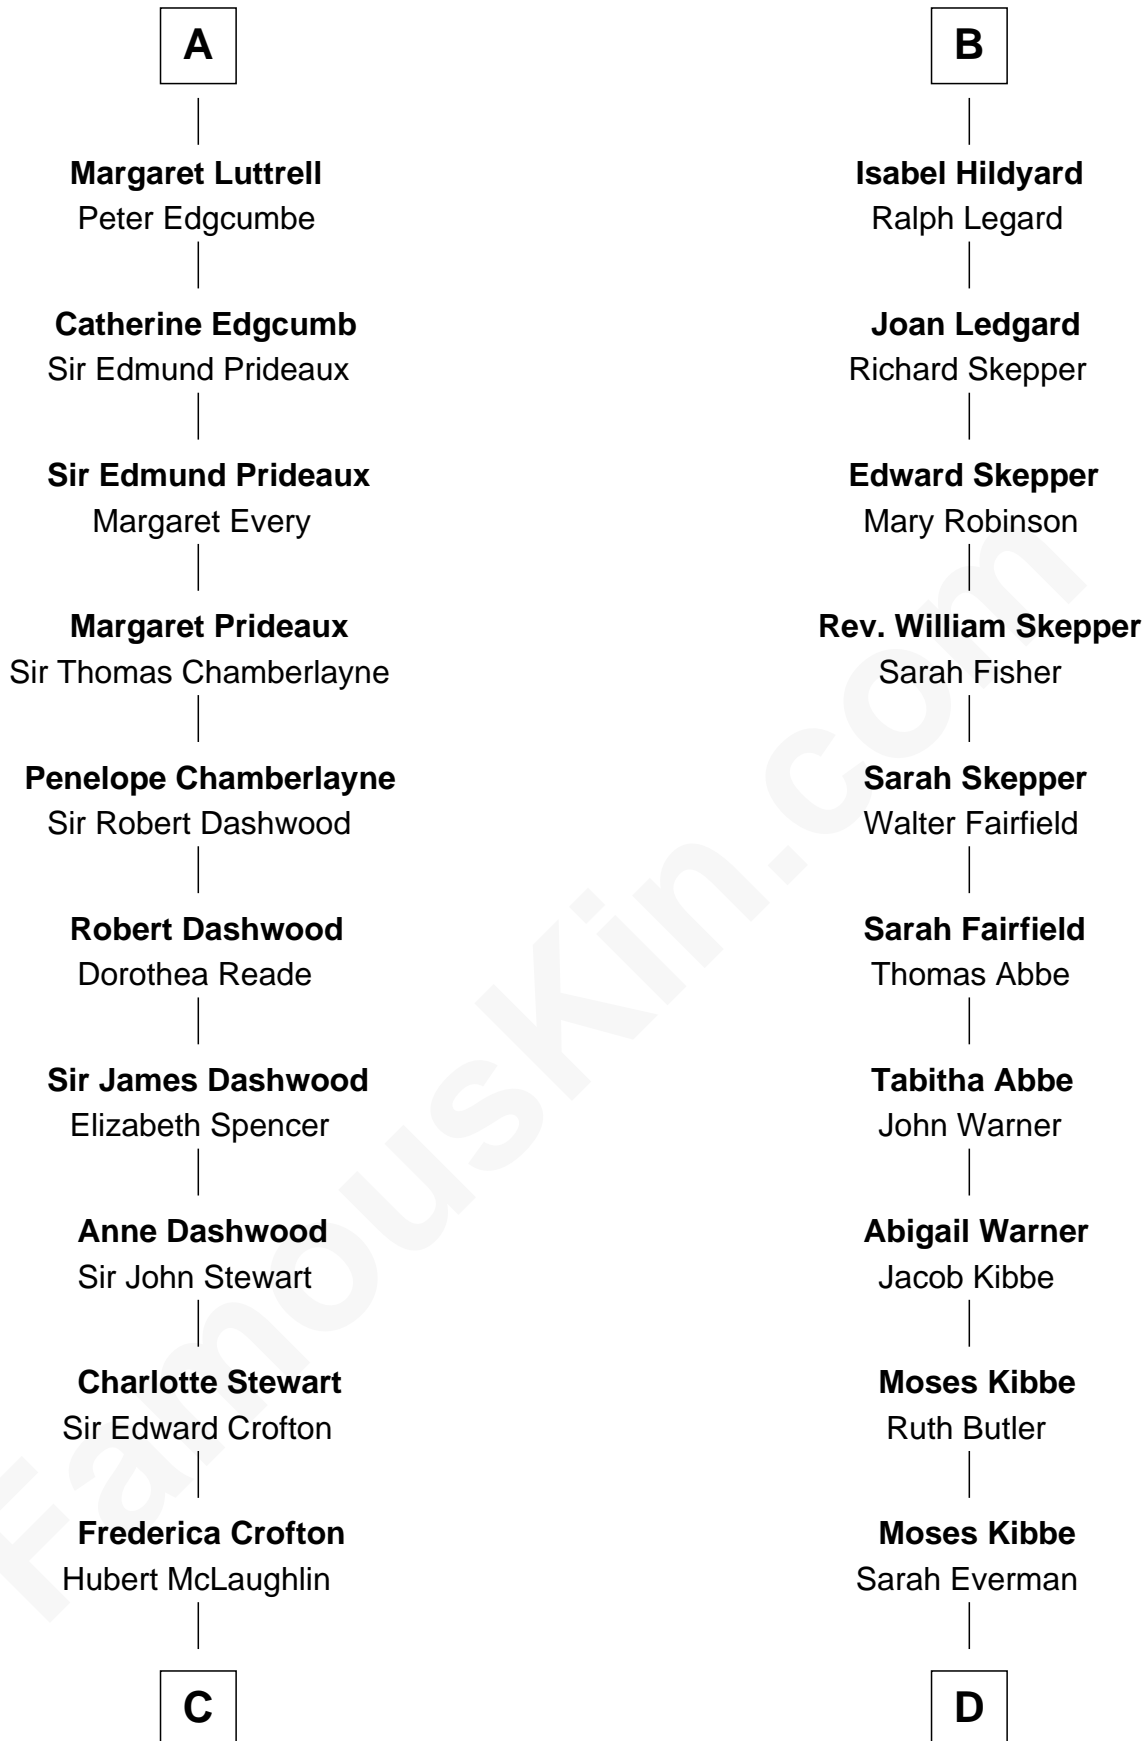 A
Margaret Luttrell
Peter Edgcumbe
Catherine Edgcumb
Sir Edmund Prideaux
Sir Edmund Prideaux
Margaret Every
Margaret Prideaux
Sir Thomas Chamberlayne
Penelope Chamberlayne
Sir Robert Dashwood
Robert Dashwood
Dorothea Reade
Sir James Dashwood
Elizabeth Spencer
Anne Dashwood
Sir John Stewart
Charlotte Stewart
Sir Edward Crofton
Frederica Crofton
Hubert McLaughlin
C
B
Isabel Hildyard
Ralph Legard
Joan Ledgard
Richard Skepper
Edward Skepper
Mary Robinson
Rev. William Skepper
Sarah Fisher
Sarah Skepper
Walter Fairfield
Sarah Fairfield
Thomas Abbe
Tabitha Abbe
John Warner
Abigail Warner
Jacob Kibbe
Moses Kibbe
Ruth Butler
Moses Kibbe
Sarah Everman
D
FamousKin.com